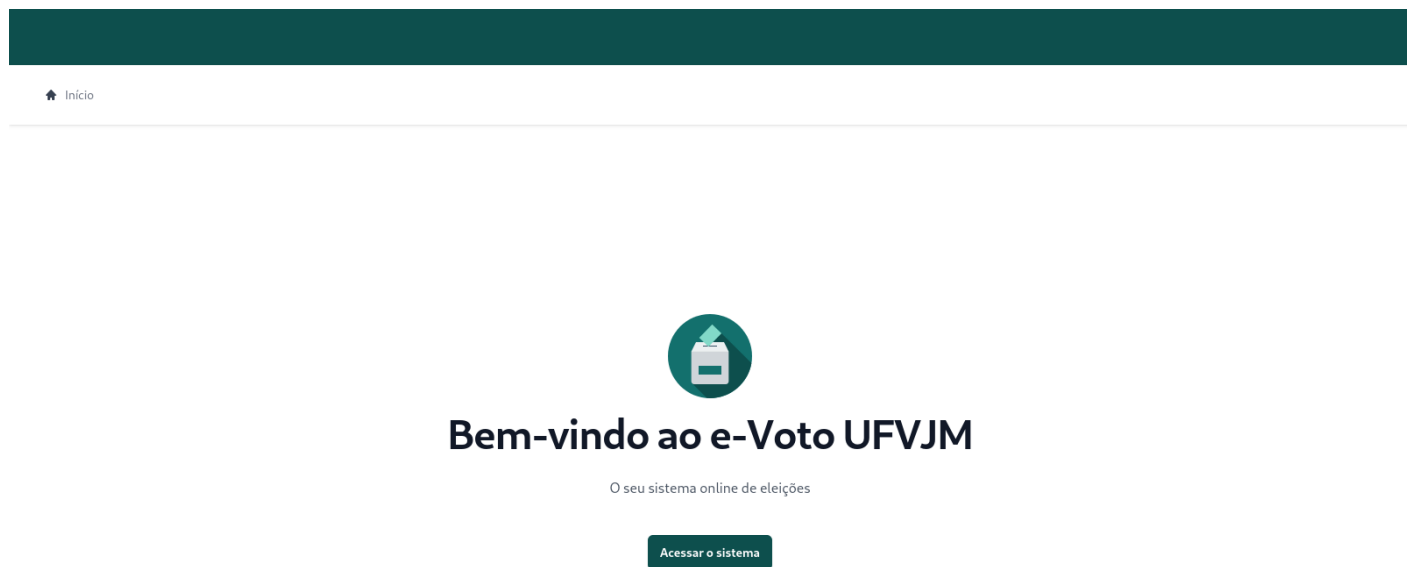 Início
Bem-vindo ao e-Voto UFVJM
O seu sistema online de eleições
Acessar o sistema